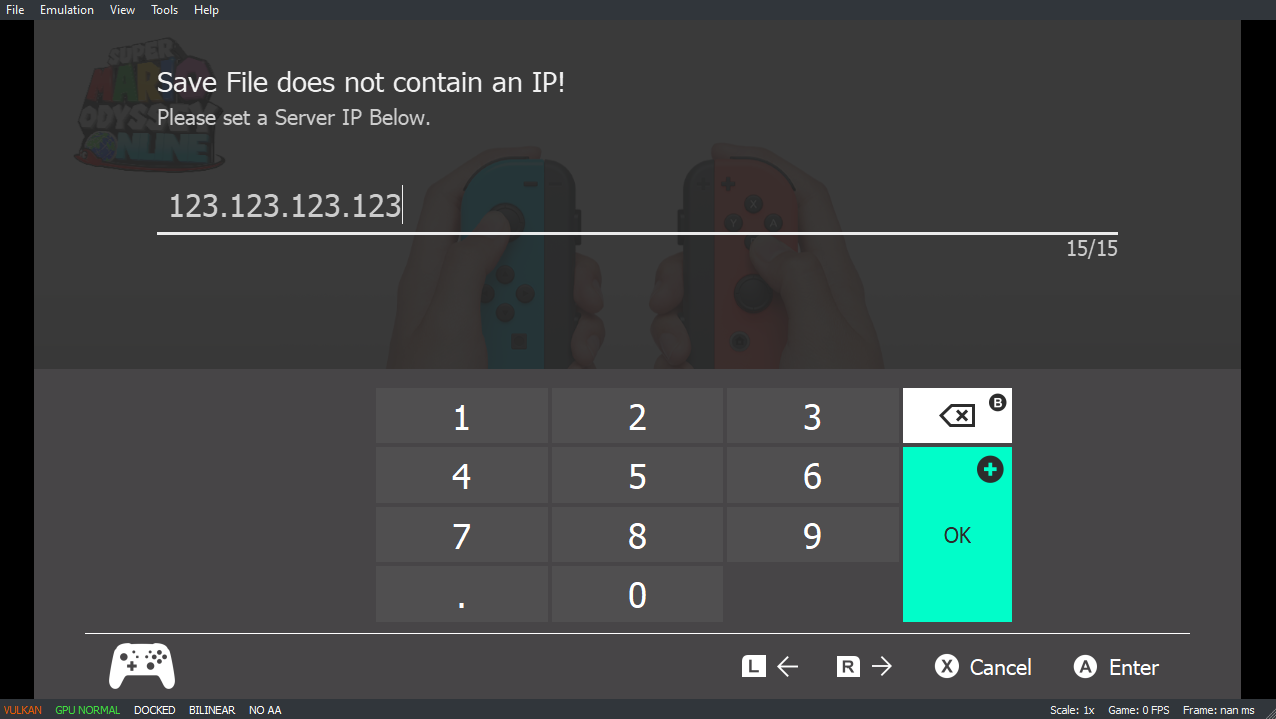 File Emulation View Tools Help
SUPER
MARIO
ODYSSEY
ONLINE
Save File does not contain an IP!
Please set a Server IP Below.
123.123.123.123
15/15
X
Y A
1 2 3 B
4 5 6 +
7 8 9 OK
. 0
L ← R → X Cancel A Enter
VULKAN GPU NORMAL DOCKED BILINEAR NO AA Scale: 1x Game: 0 FPS Frame: nan ms